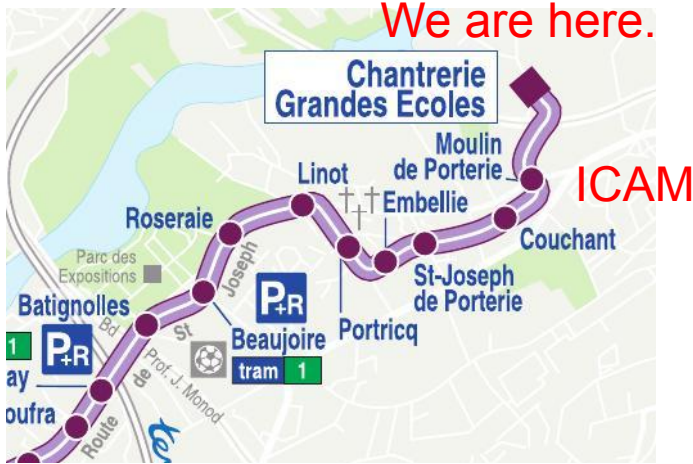 We are here.
Chantrerie
Grandes Ecoles
Moulin
de Porterie
ICAM
Linot
Embellie
Roseraie
Couchant
Joseph
Parc des
Expositions
St-Joseph
de Porterie
P+R
Batignolles
Bd
St
Beaujoire
Portricq
1
P+R
Prof. J. Monod
tram 1
ay
de
oufra
Route